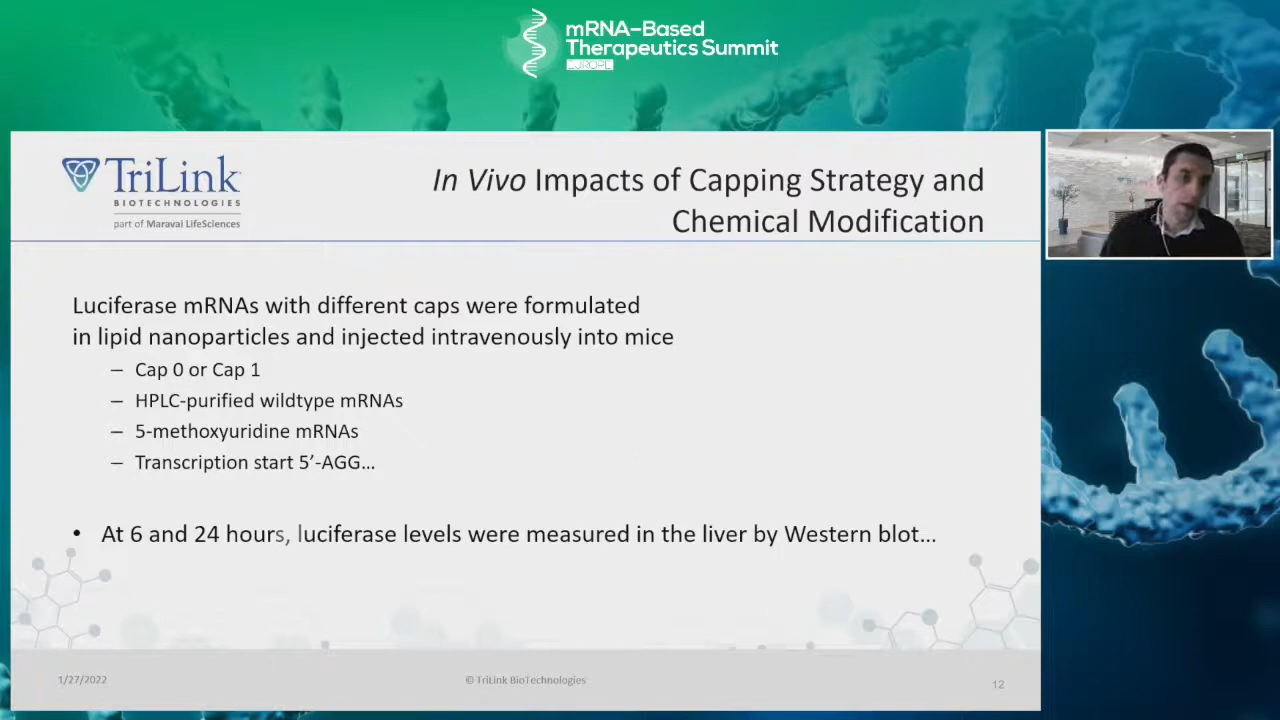 mRNA-Based
Therapeutics Summit
EUROPE
TriLink
BIOTECHNOLOGIES
part of Maravai LifeSciences
In Vivo Impacts of Capping Strategy and
Chemical Modification
Luciferase mRNAs with different caps were formulated
in lipid nanoparticles and injected intravenously into mice
– Cap 0 or Cap 1
– HPLC-purified wildtype mRNAs
– 5-methoxyuridine mRNAs
– Transcription start 5’-AGG…
• At 6 and 24 hours, luciferase levels were measured in the liver by Western blot…
1/27/2022
© TriLink BioTechnologies
12